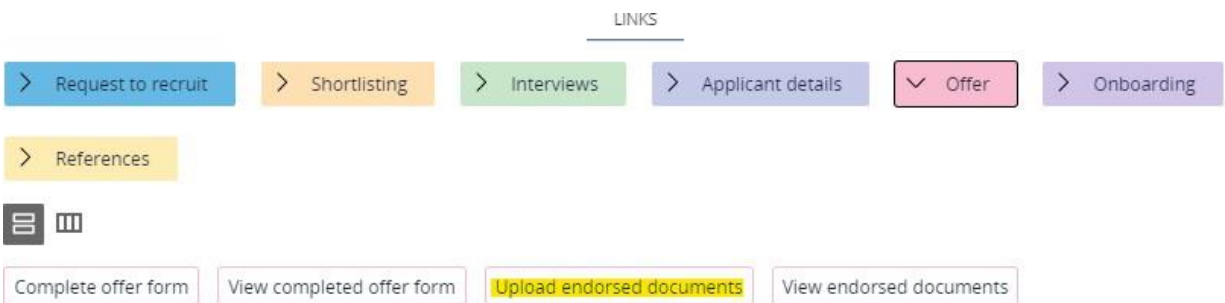 LINKS
Request to recruit Shortlisting Interviews Applicant details Offer Onboarding
References
Complete offer form View completed offer form Upload endorsed documents View endorsed documents